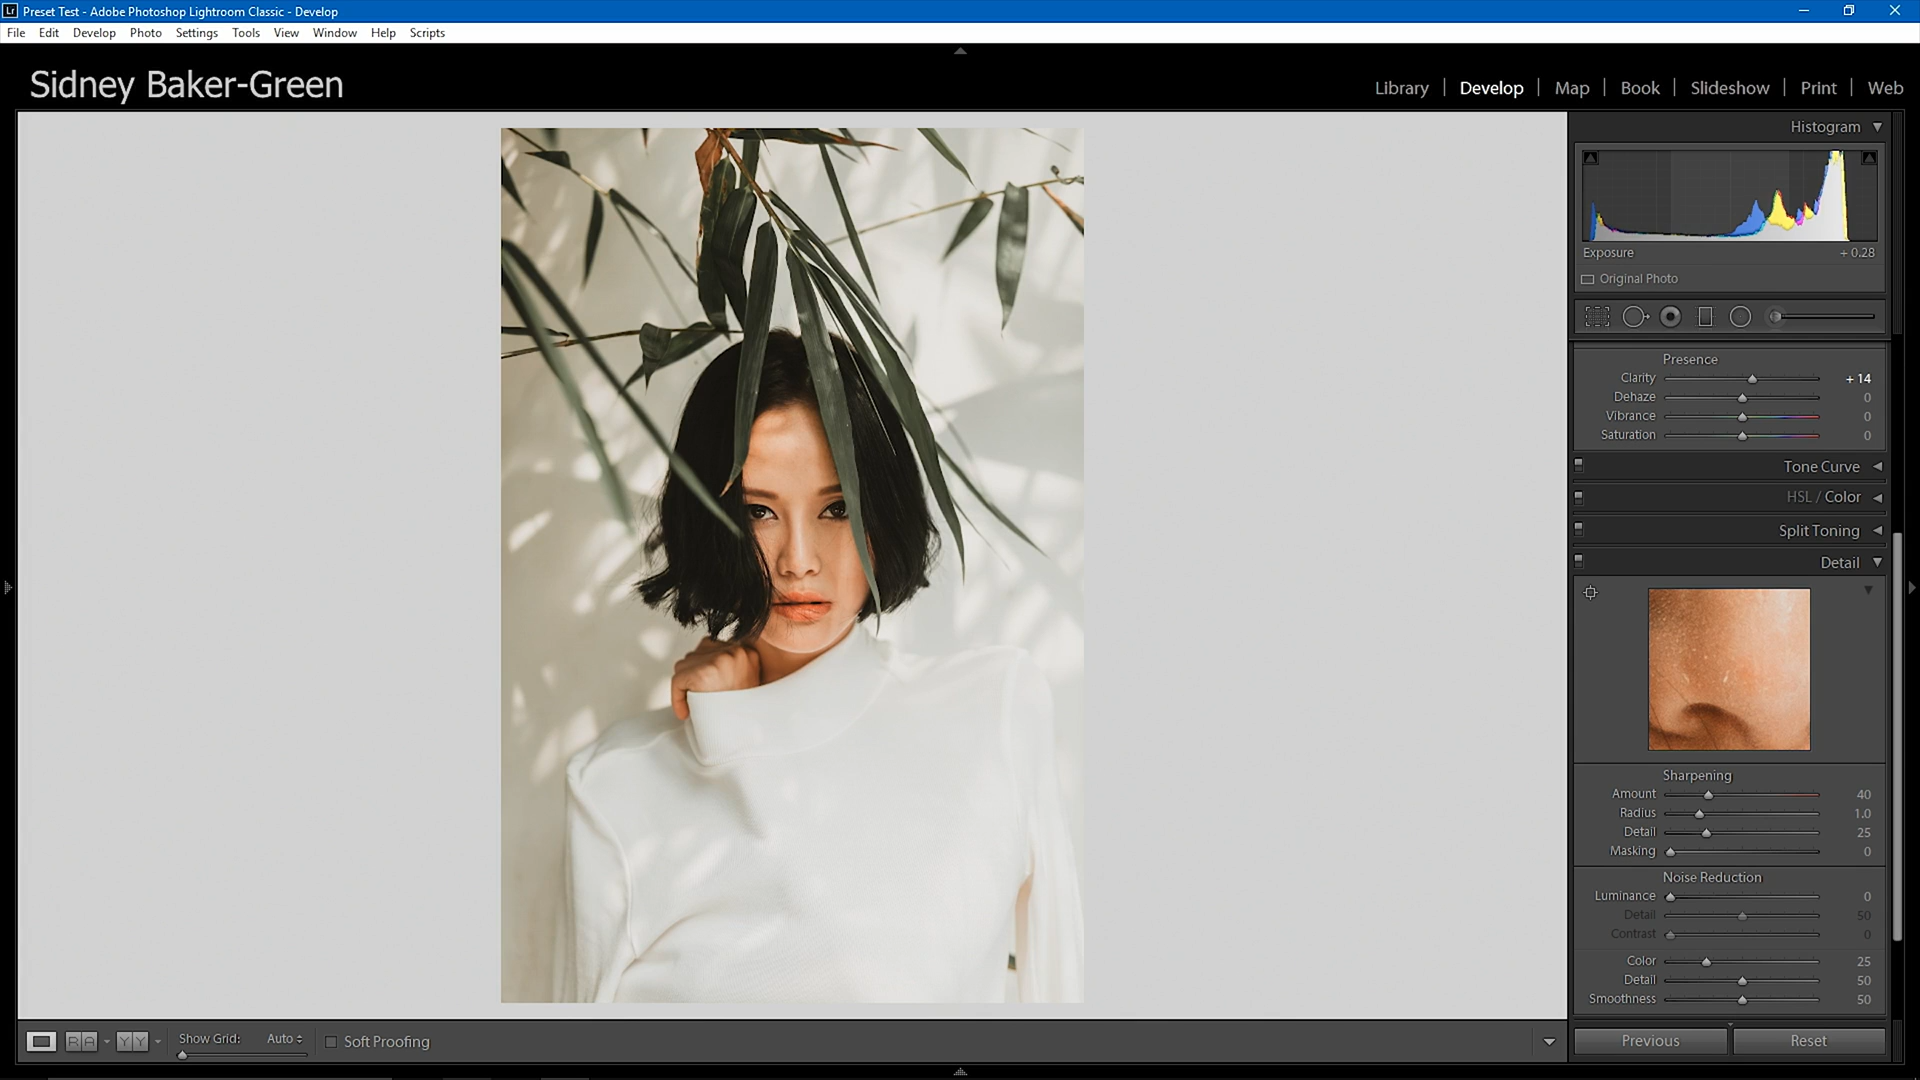 Lr Preset Test - Adobe Photoshop Lightroom Classic - Develop
File Edit Develop Photo Settings Tools View Window Help Scripts
Sidney Baker-Green
Library | Develop | Map | Book | Slideshow | Print | Web
Histogram
Exposure + 0.28
Original Photo
Presence
Clarity + 14
Dehaze 0
Vibrance 0
Saturation 0
Tone Curve
HSL / Color
Split Toning
Detail
Sharpening
Amount 40
Radius 1.0
Detail 25
Masking 0
Noise Reduction
Luminance 0
Detail 50
Contrast 0
Color 25
Detail 50
Smoothness 50
R A Y Y Show Grid: Auto Soft Proofing
Previous Reset